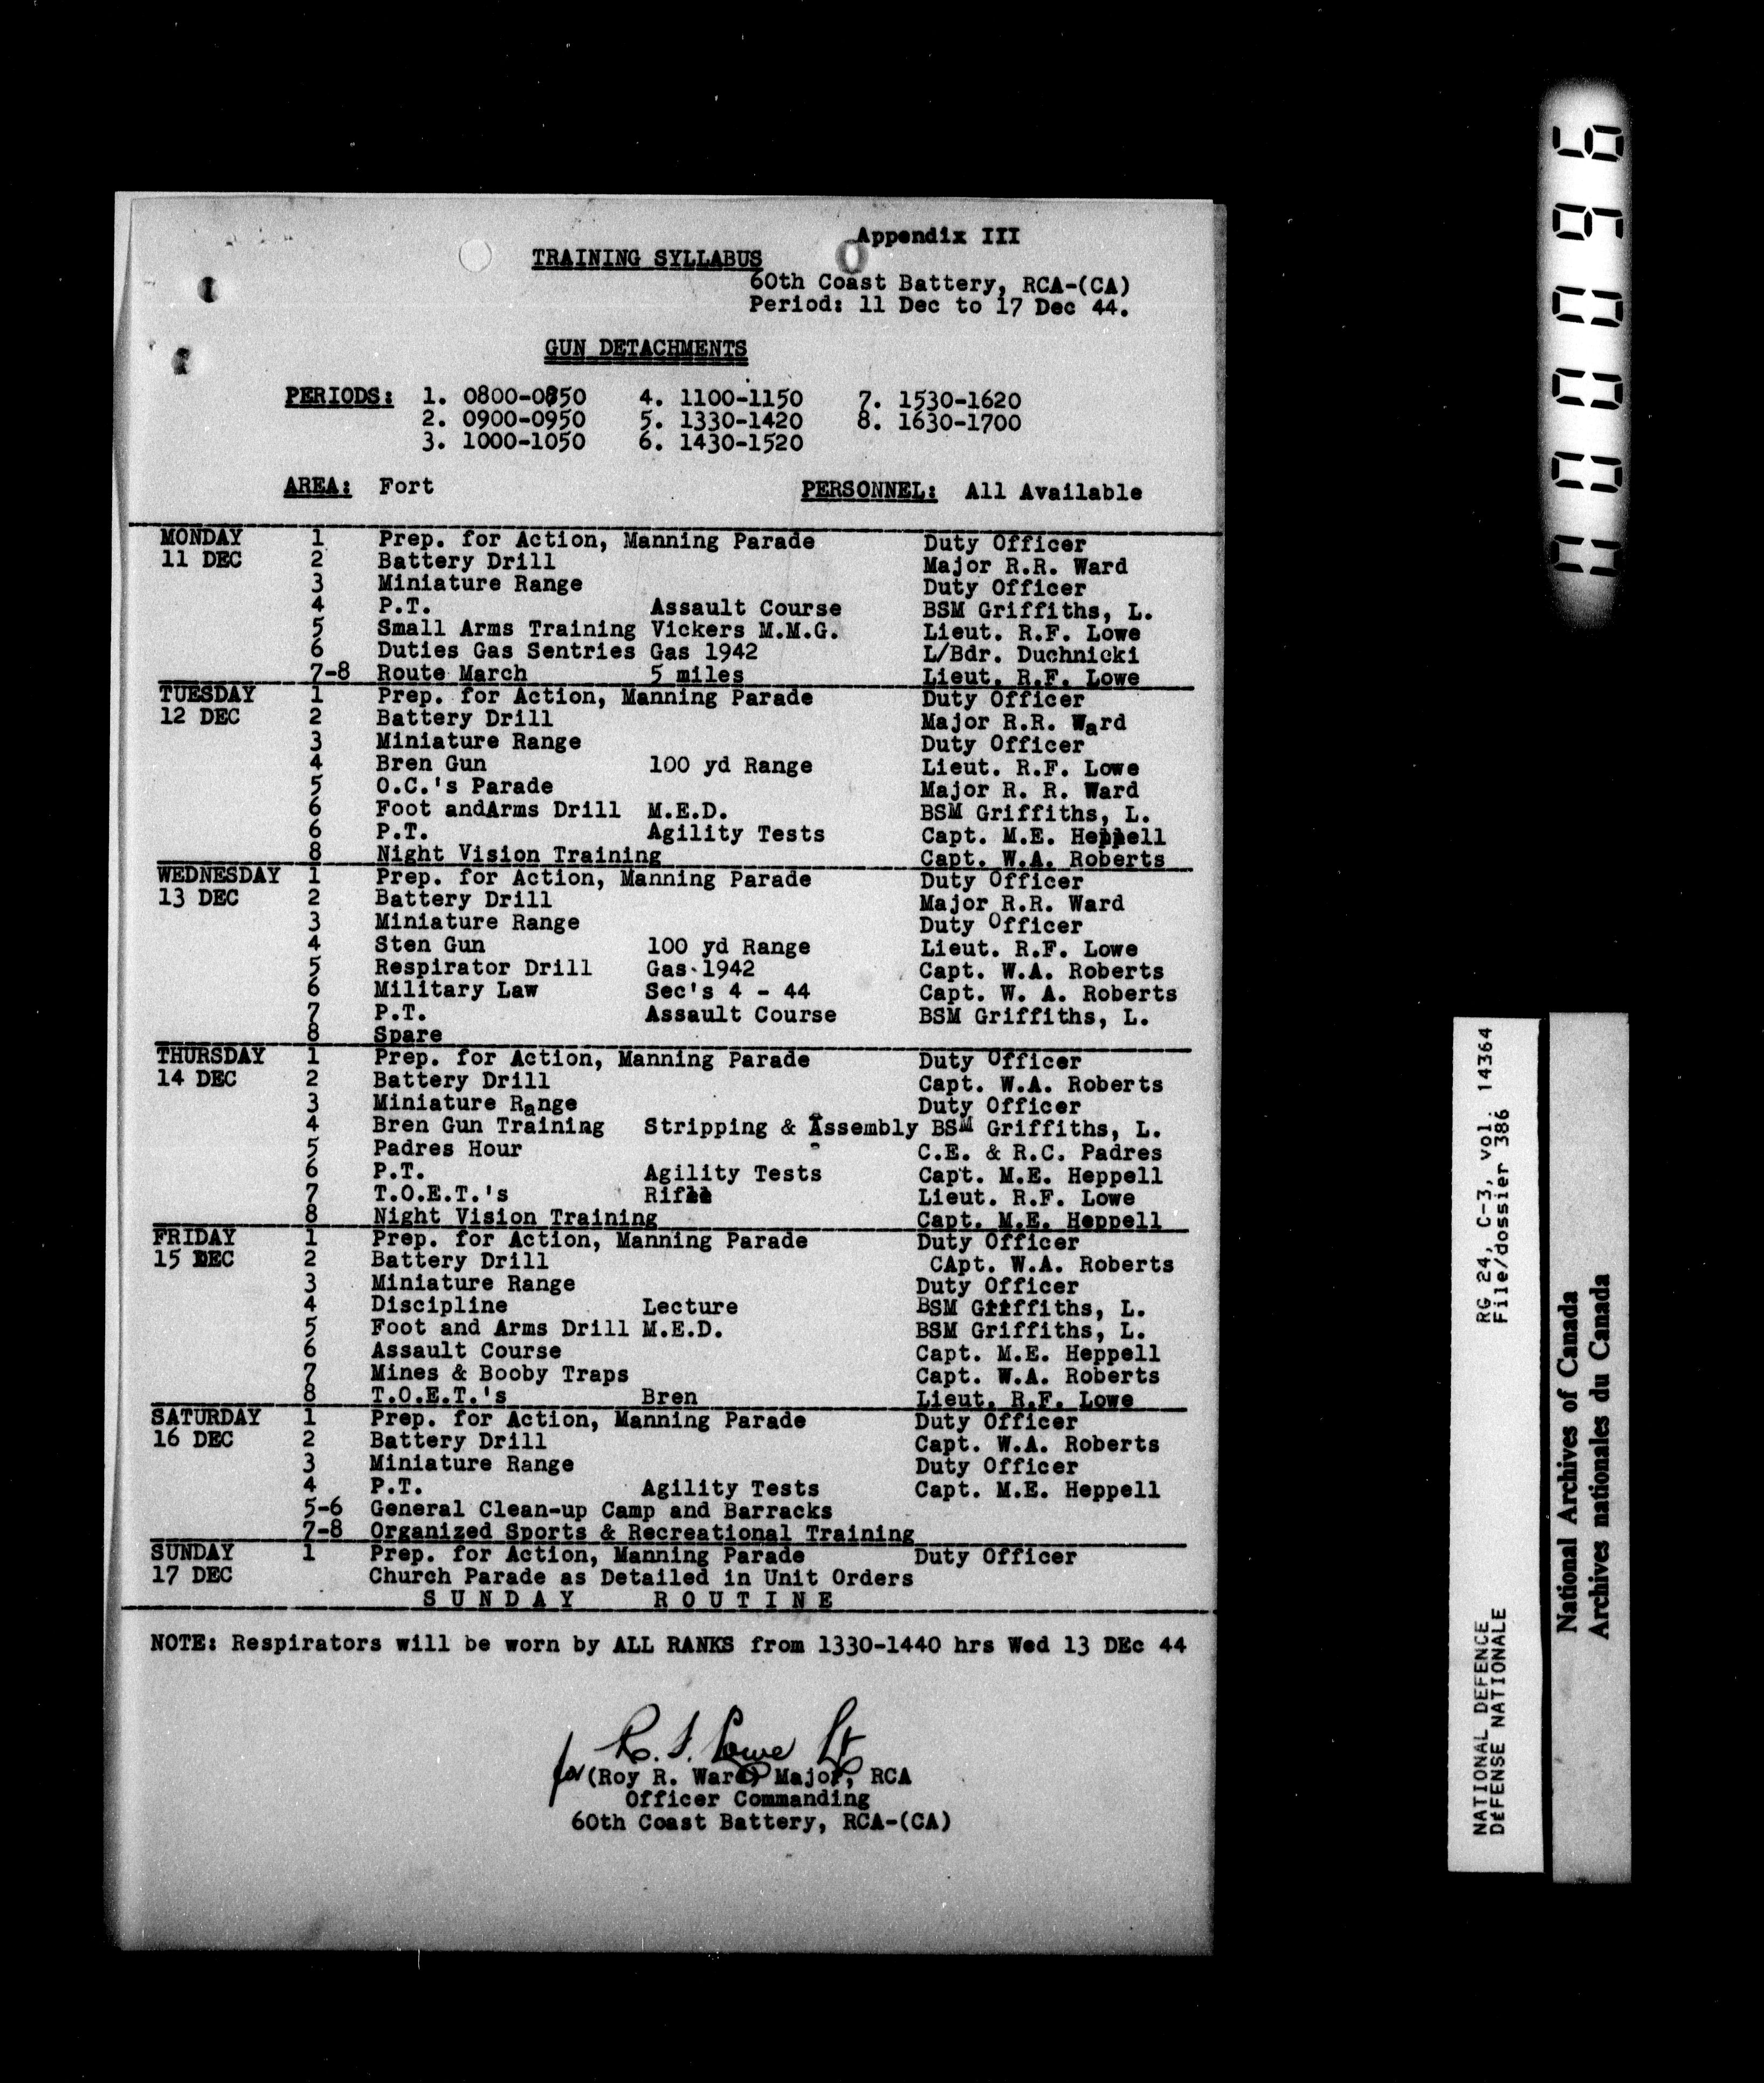 Appendix III
TRAINING SYLLABUS
60th Coast Battery, RCA-(CA)
Period: 11 Dec to 17 Dec 44.
GUN DETACHMENTS
PERIODS: 1. 0800-0850 4. 1100-1150 7. 1530-1620
2. 0900-0950 5. 1330-1420 8. 1630-1700
3. 1000-1050 6. 1430-1520
AREA: Fort PERSONNEL: All Available
MONDAY 1 Prep. for Action, Manning Parade Duty Officer
11 DEC 2 Battery Drill Major R.R. Ward
3 Miniature Range Duty Officer
4 P.T. Assault Course BSM Griffiths, L.
5 Small Arms Training Vickers M.M.G. Lieut. R.F. Lowe
6 Duties Gas Sentries Gas 1942 L/Bdr. Duchnicki
7-8 Route March 5 miles Lieut. R.F. Lowe
TUESDAY 1 Prep. for Action, Manning Parade Duty Officer
12 DEC 2 Battery Drill Major R.R. Ward
3 Miniature Range Duty Officer
4 Bren Gun 100 yd Range Lieut. R.F. Lowe
5 O.C.'s Parade Major R. R. Ward
6 Foot andArms Drill M.E.D. BSM Griffiths, L.
6 P.T. Agility Tests Capt. M.E. Heppell
8 Night Vision Training Capt. W.A. Roberts
WEDNESDAY 1 Prep. for Action, Manning Parade Duty Officer
13 DEC 2 Battery Drill Major R.R. Ward
3 Miniature Range Duty Officer
4 Sten Gun 100 yd Range Lieut. R.F. Lowe
5 Respirator Drill Gas 1942 Capt. W.A. Roberts
6 Military Law Sec's 4 - 44 Capt. W. A. Roberts
7 P.T. Assault Course BSM Griffiths, L.
8 Spare
THURSDAY 1 Prep. for Action, Manning Parade Duty Officer
14 DEC 2 Battery Drill Capt. W.A. Roberts
3 Miniature Range Duty Officer
4 Bren Gun Training Stripping & Assembly BSM Griffiths, L.
5 Padres Hour C.E. & R.C. Padres
6 P.T. Agility Tests Capt. M.E. Heppell
7 T.O.E.T.'s Rifle Lieut. R.F. Lowe
8 Night Vision Training Capt. M.E. Heppell
FRIDAY 1 Prep. for Action, Manning Parade Duty Officer
15 DEC 2 Battery Drill CApt. W.A. Roberts
3 Miniature Range Duty Officer
4 Discipline Lecture BSM Griffiths, L.
5 Foot and Arms Drill M.E.D. BSM Griffiths, L.
6 Assault Course Capt. M.E. Heppell
7 Mines & Booby Traps Capt. W.A. Roberts
8 T.O.E.T.'s Bren Lieut. R.F. Lowe
SATURDAY 1 Prep. for Action, Manning Parade Duty Officer
16 DEC 2 Battery Drill Capt. W.A. Roberts
3 Miniature Range Duty Officer
4 P.T. Agility Tests Capt. M.E. Heppell
5-6 General Clean-up Camp and Barracks
7-8 Organized Sports & Recreational Training
SUNDAY 1 Prep. for Action, Manning Parade Duty Officer
17 DEC Church Parade as Detailed in Unit Orders
S U N D A Y R O U T I N E
NOTE: Respirators will be worn by ALL RANKS from 1330-1440 hrs Wed 13 DEc 44
R. F. Lowe Lt
for (Roy R. Ward) Major, RCA
Officer Commanding
60th Coast Battery, RCA-(CA)
NATIONAL DEFENCE RG 24, C-3, vol. 14364
DéFENSE NATIONALE File/dossier 386
National Archives of Canada
Archives nationales du Canada